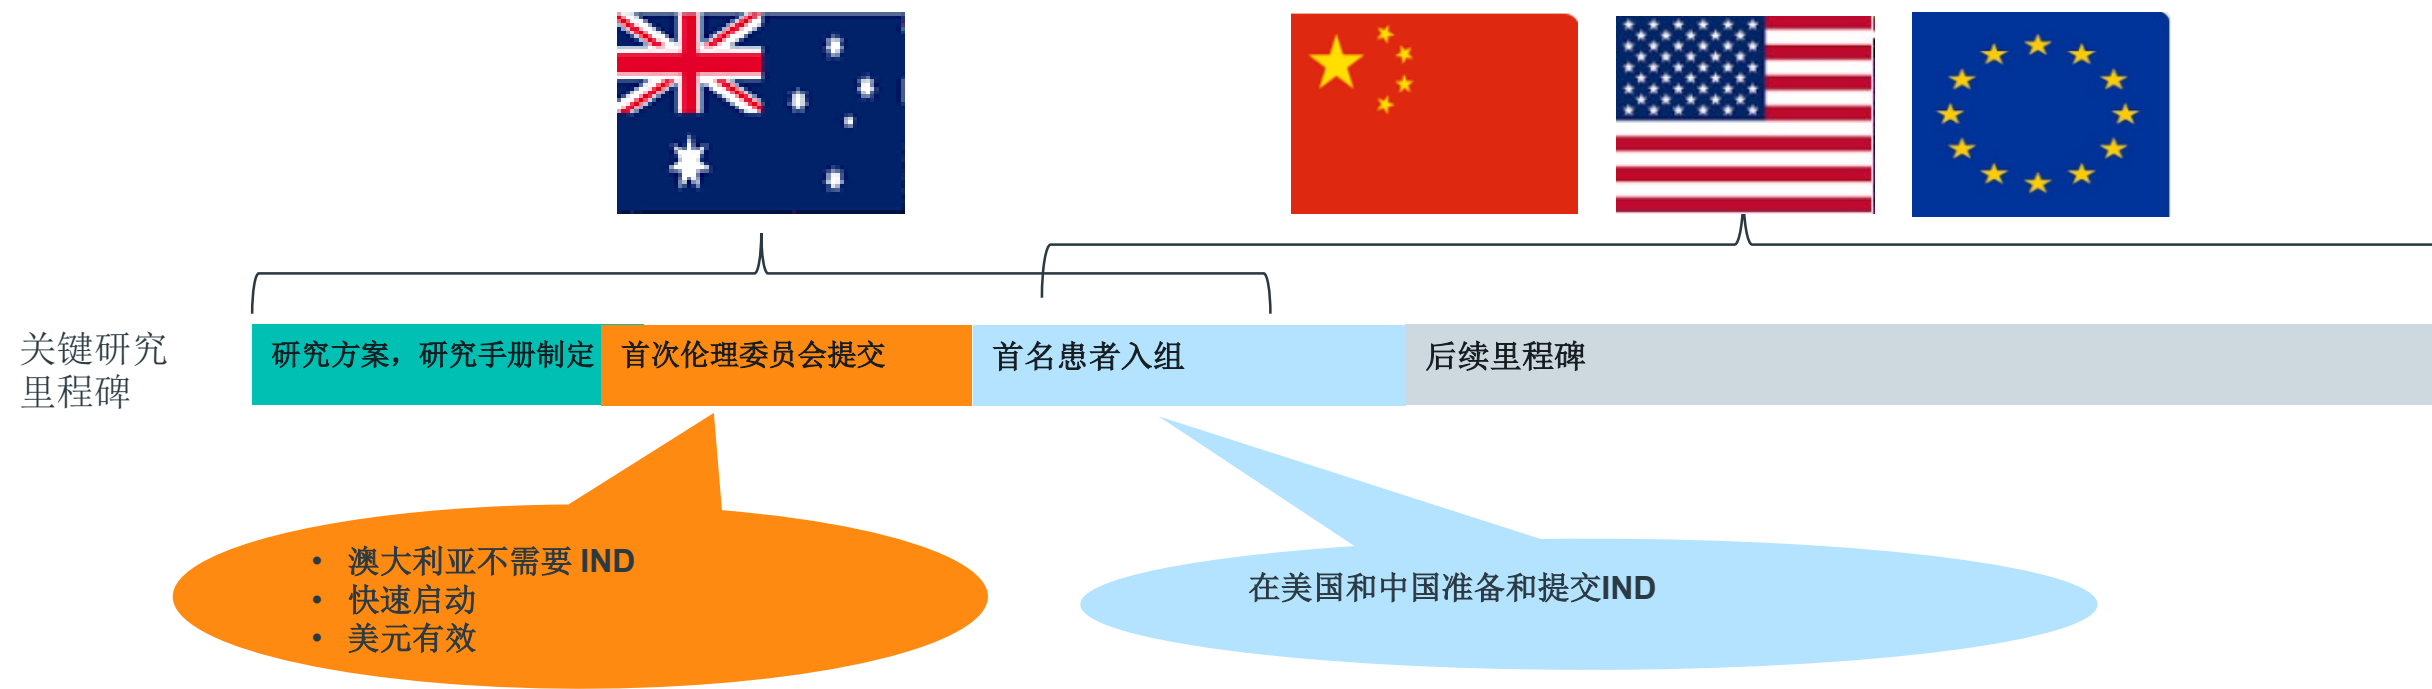 关键研究
里程碑
研究方案，研究手册制定
首次伦理委员会提交
首名患者入组
后续里程碑
• 澳大利亚不需要 IND
• 快速启动
• 美元有效
在美国和中国准备和提交IND